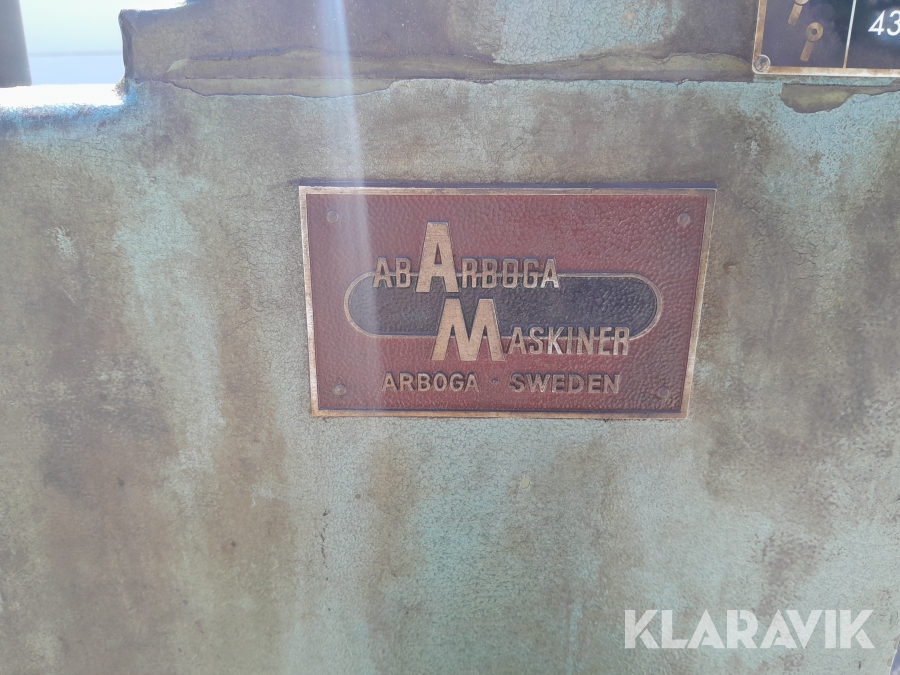 43
AB ARBOGA
MASKINER
ARBOGA · SWEDEN
KLARAVIK